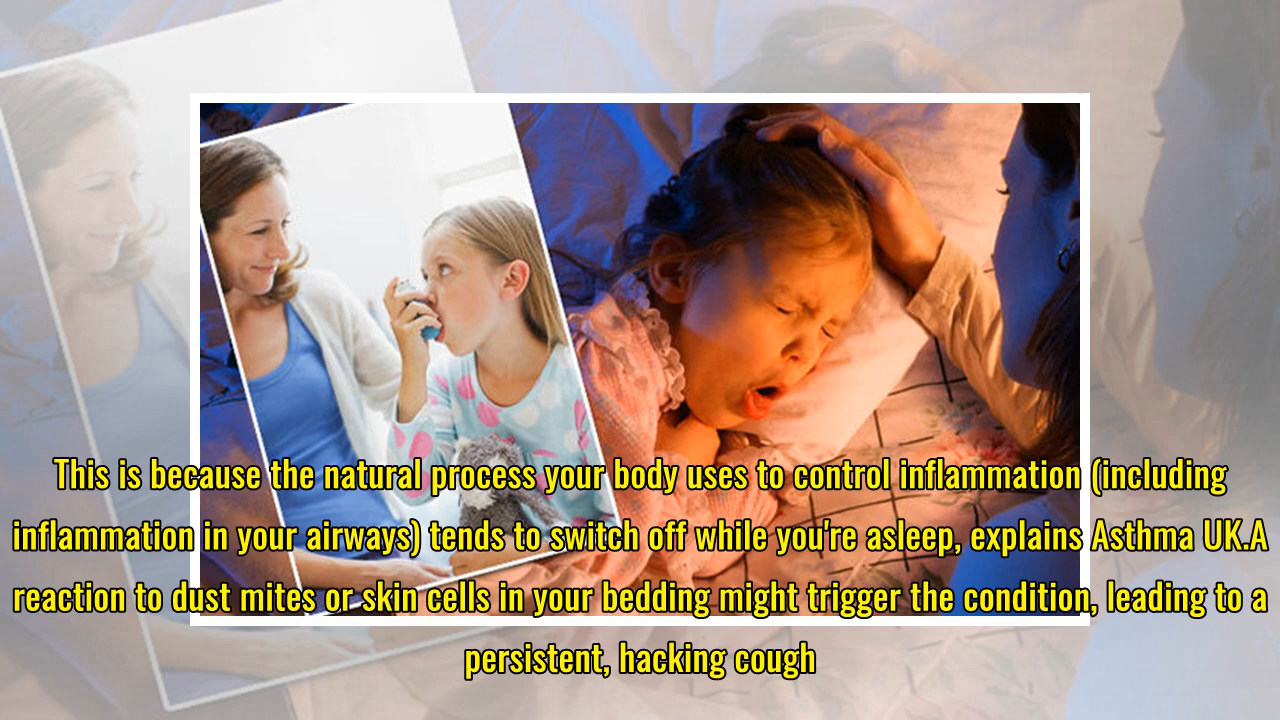 This is because the natural process your body uses to control inflammation (including
inflammation in your airways) tends to switch off while you're asleep, explains Asthma UK.A
reaction to dust mites or skin cells in your bedding might trigger the condition, leading to a
persistent, hacking cough